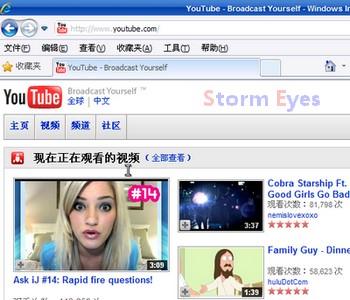 YouTube - Broadcast Yourself - Windows In
http://www.youtube.com/
文件(F) 编辑(E) 查看(V) 收藏夹(A) 工具(T) 帮助(H)
收藏夹 YouTube - Broadcast Yourself
YouTube Broadcast Yourself ™
全球 | 中文
Storm Eyes
主页 视频 频道 社区
现在正在观看的视频 (全部查看)
#14
3:09
Ask iJ #14: Rapid fire questions!
3:37
Cobra Starship Ft.
Good Girls Go Bad
观看次数：81,798 次
nemislovexoxo
1:39
Family Guy - Dinne
观看次数：58,623 次
huluDotCom